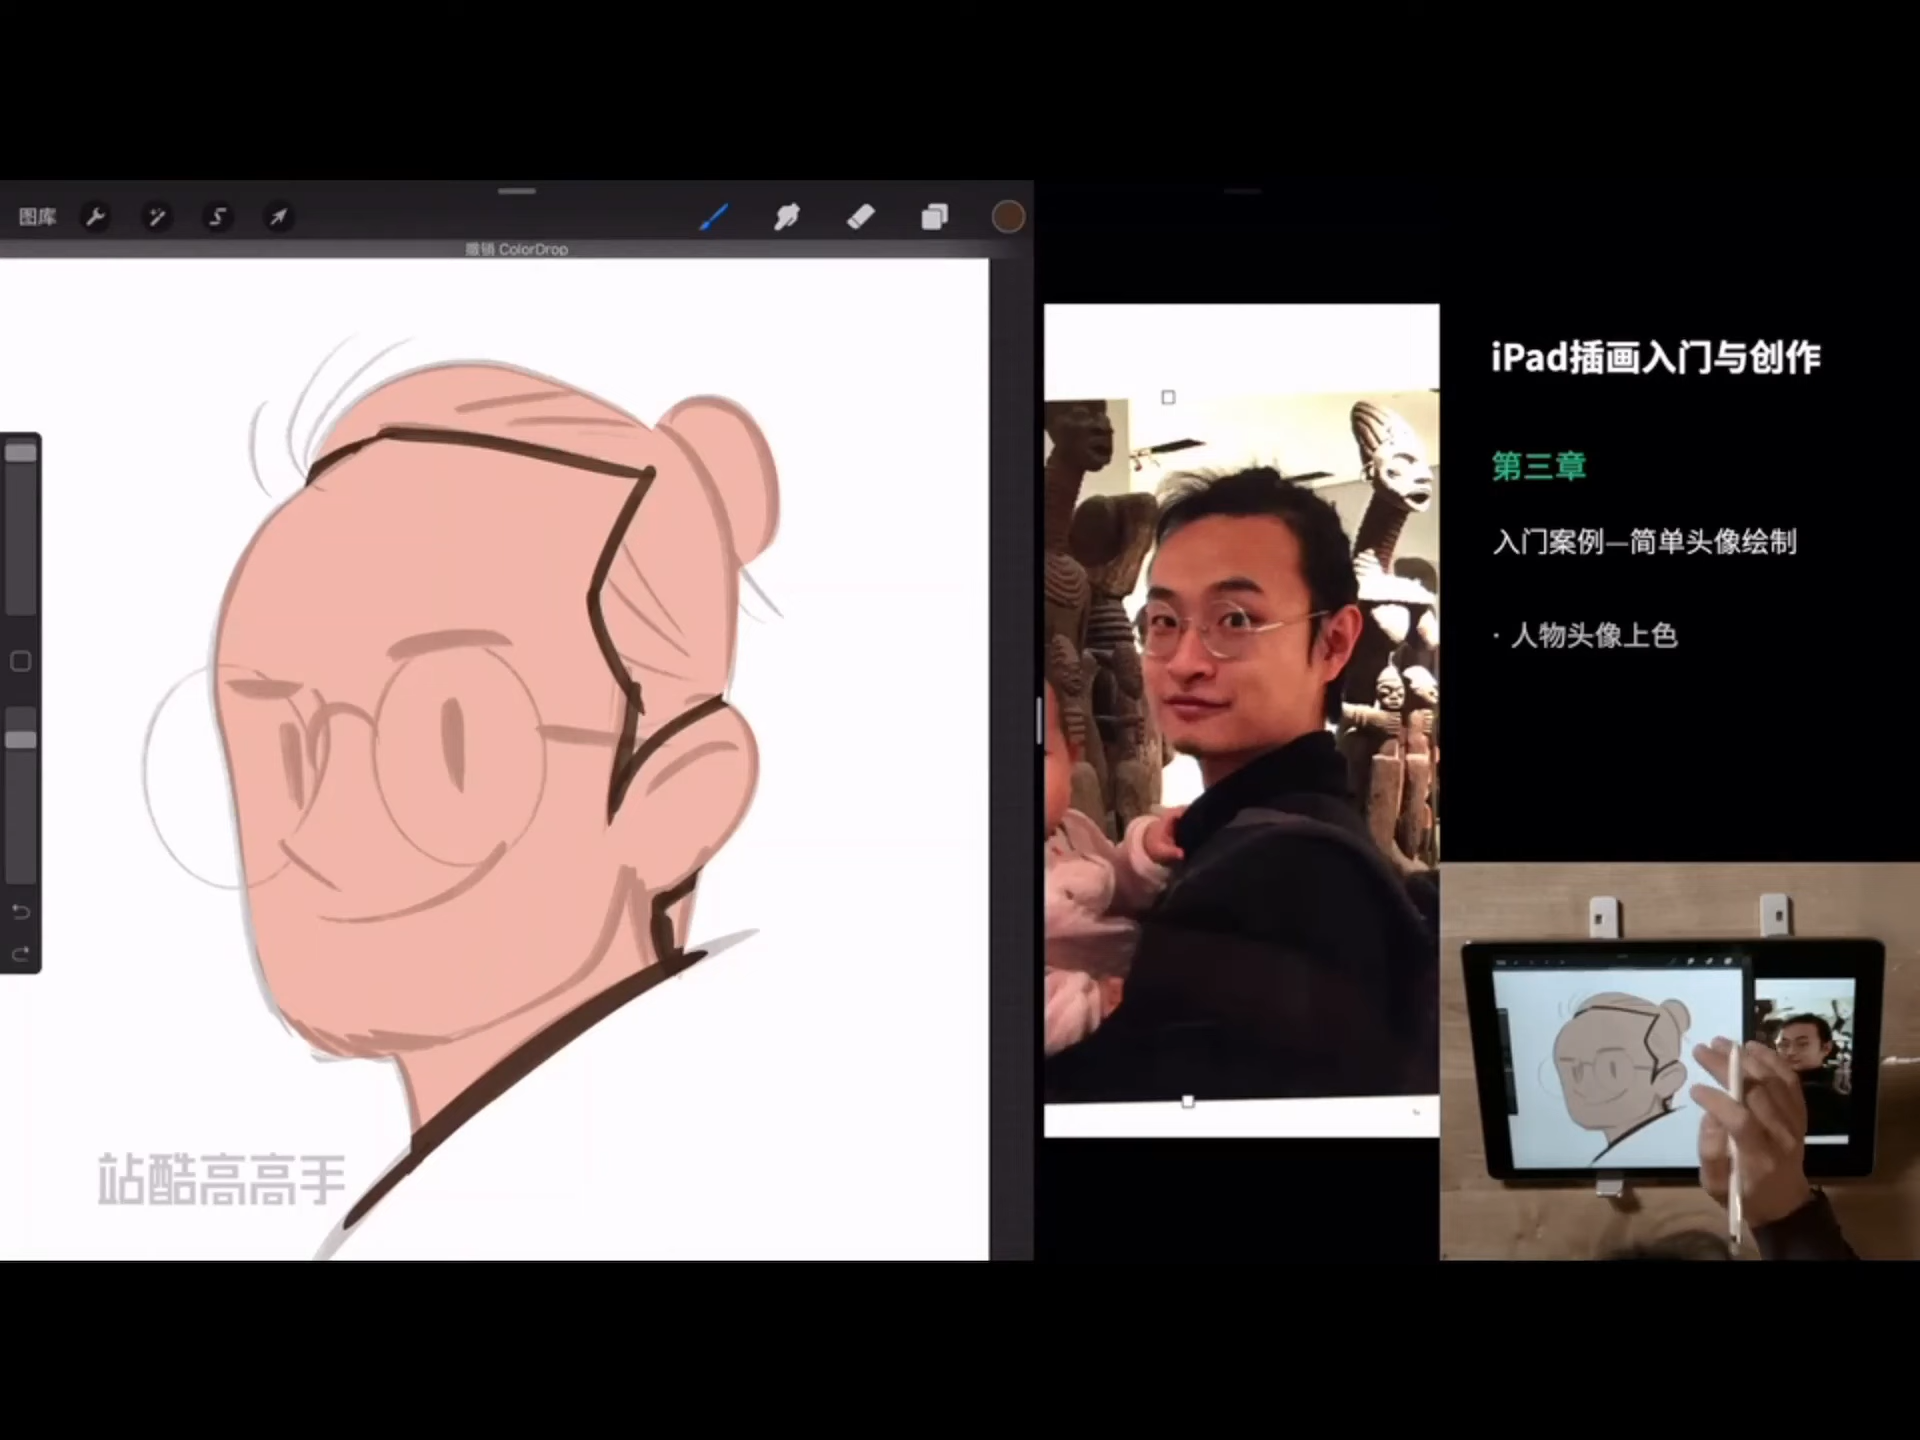 图库
撤销 ColorDrop
iPad插画入门与创作
第三章
入门案例—简单头像绘制
· 人物头像上色
站酷高高手